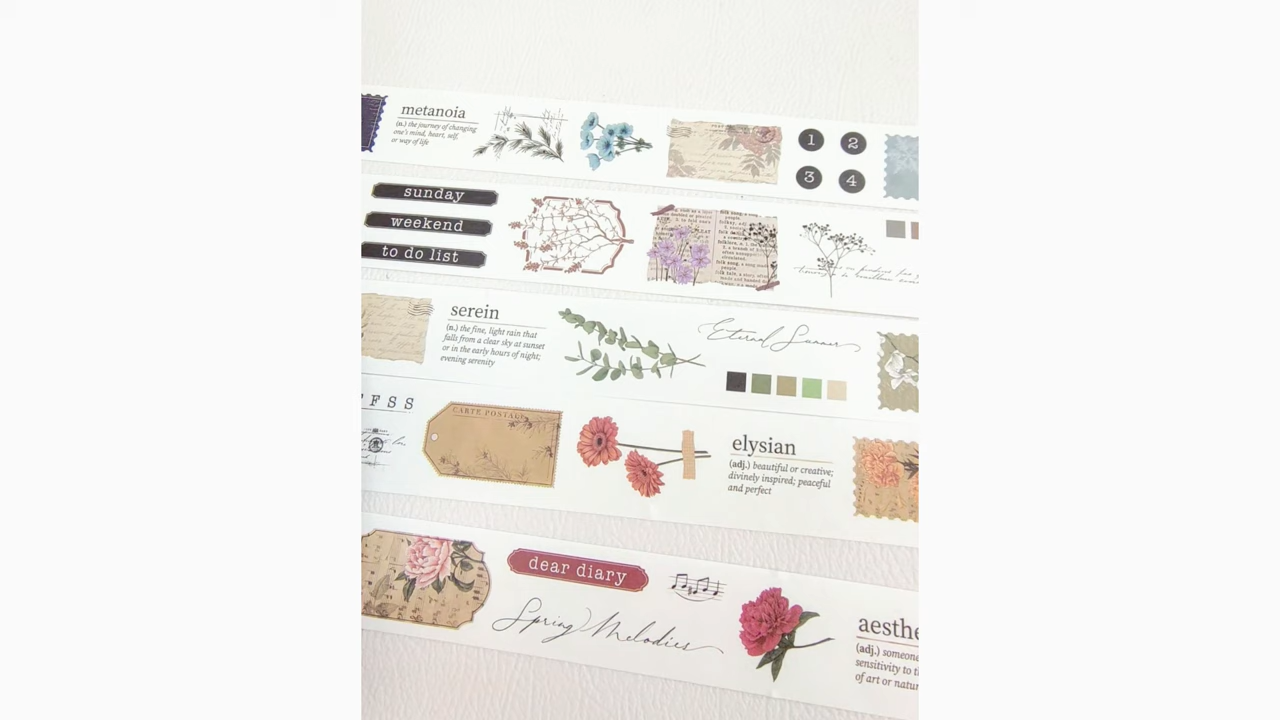 metanoia
(n.) the journey of changing
one's mind, heart, self,
or way of life
1 2
3 4
sunday
weekend
to do list
folk song
people.
serein
(n.) the fine, light rain that
falls from a clear sky at sunset
or in the early hours of night;
evening serenity
Eternal Summer
F S S
CARTE POSTALE
elysian
(adj.) beautiful or creative;
divinely inspired; peaceful
and perfect
dear diary
Spring Melodies
aesthe
(adj.) someone
sensitivity to t
of art or natur